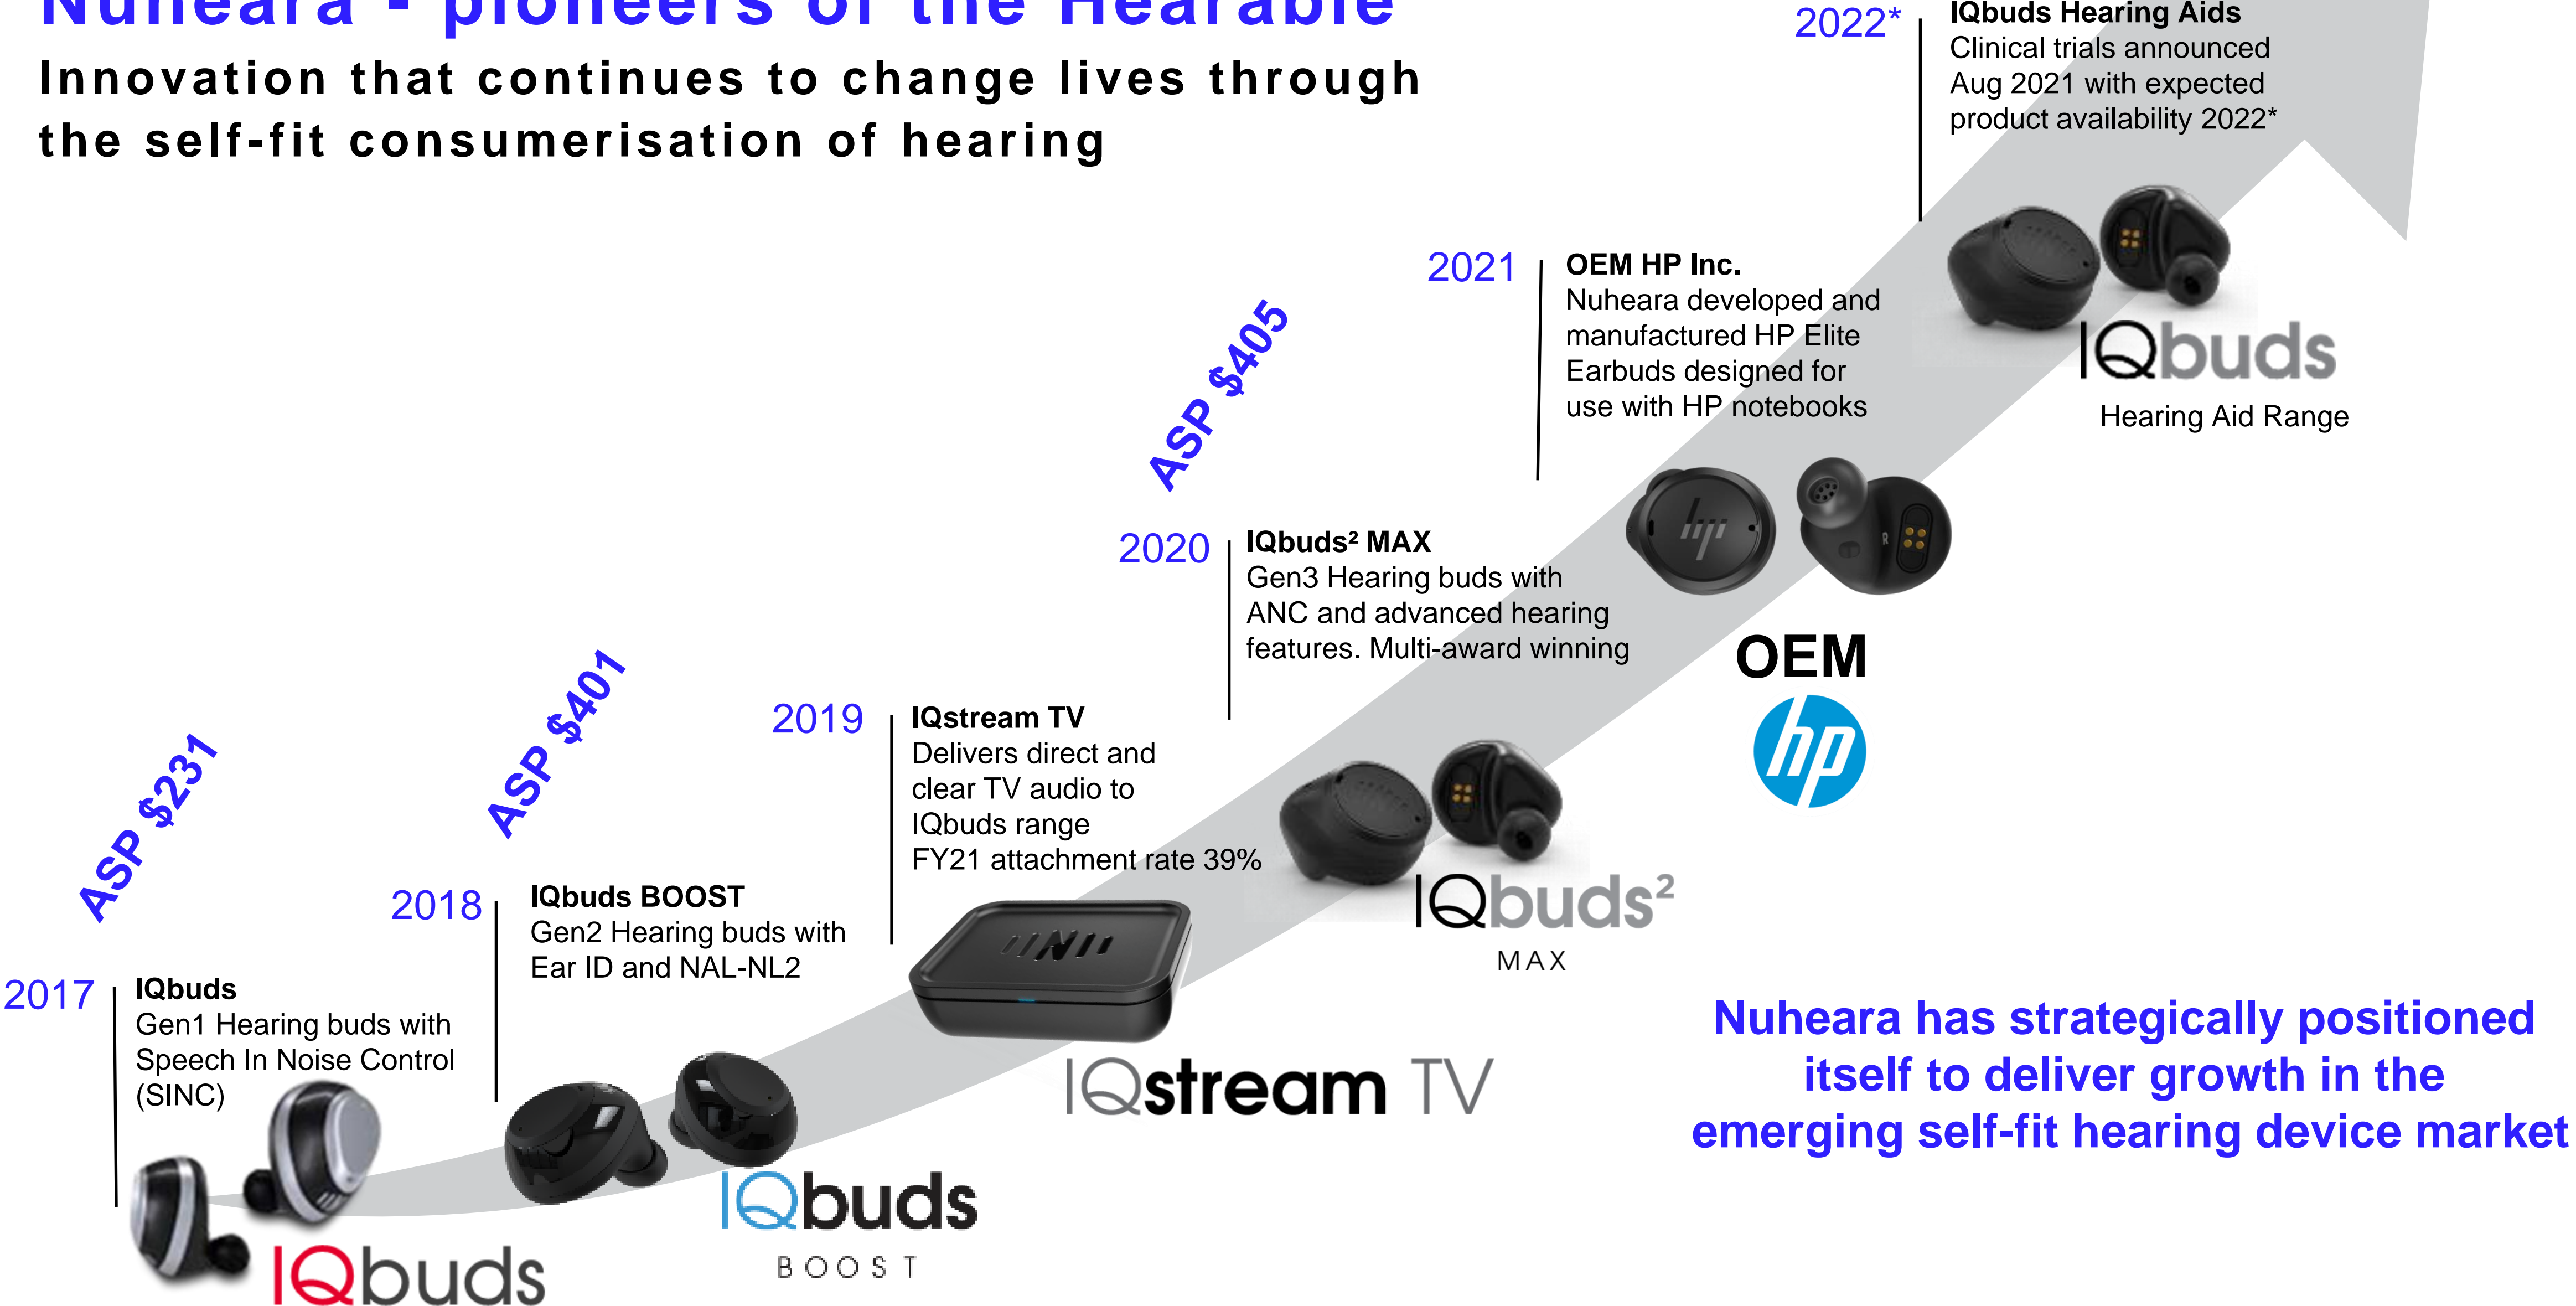 Nuheara - pioneers of the Hearable
Innovation that continues to change lives through
the self-fit consumerisation of hearing
2022*
IQbuds Hearing Aids
Clinical trials announced
Aug 2021 with expected
product availability 2022*
IQbuds
Hearing Aid Range
2021
OEM HP Inc.
Nuheara developed and
manufactured HP Elite
Earbuds designed for
use with HP notebooks
hp
R
OEM
hp
ASP $405
2020
IQbuds² MAX
Gen3 Hearing buds with
ANC and advanced hearing
features. Multi-award winning
IQbuds²
MAX
2019
IQstream TV
Delivers direct and
clear TV audio to
IQbuds range
FY21 attachment rate 39%
IQstream TV
ASP $401
2018
IQbuds BOOST
Gen2 Hearing buds with
Ear ID and NAL-NL2
IQbuds
BOOST
ASP $231
2017
IQbuds
Gen1 Hearing buds with
Speech In Noise Control
(SINC)
IQbuds
Nuheara has strategically positioned
itself to deliver growth in the
emerging self-fit hearing device market